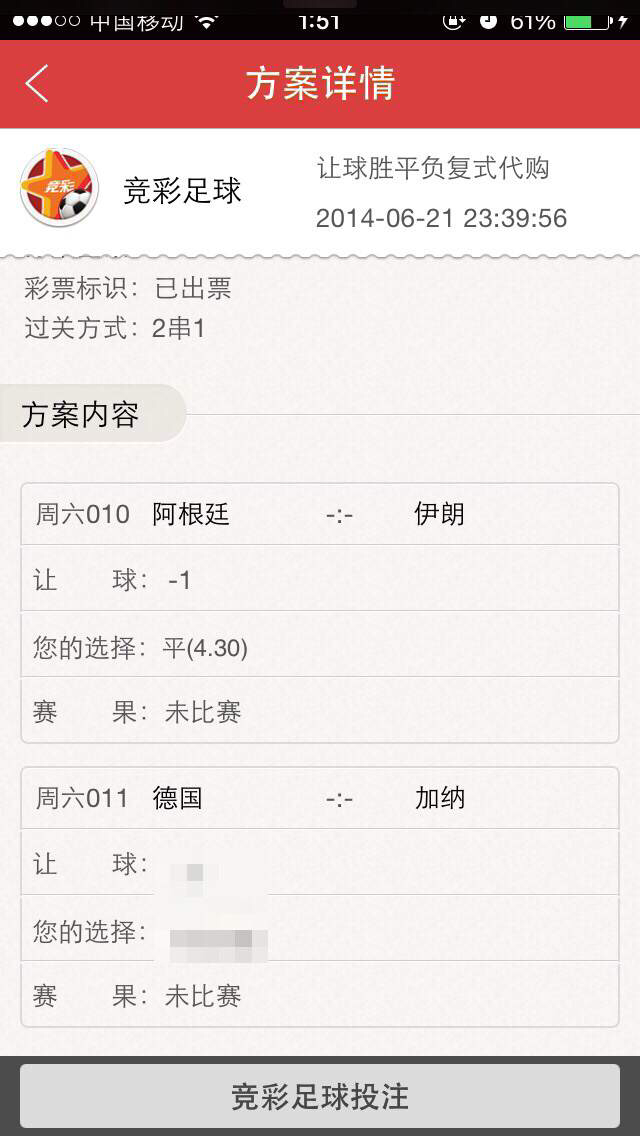 中国移动 1:51 61%
方案详情
竞彩
竞彩足球
让球胜平负复式代购
2014-06-21 23:39:56
彩票标识：已出票
过关方式：2串1
方案内容
周六010 阿根廷 -:- 伊朗
让 球：-1
您的选择：平(4.30)
赛 果：未比赛
周六011 德国 -:- 加纳
让 球：
您的选择：
赛 果：未比赛
竞彩足球投注